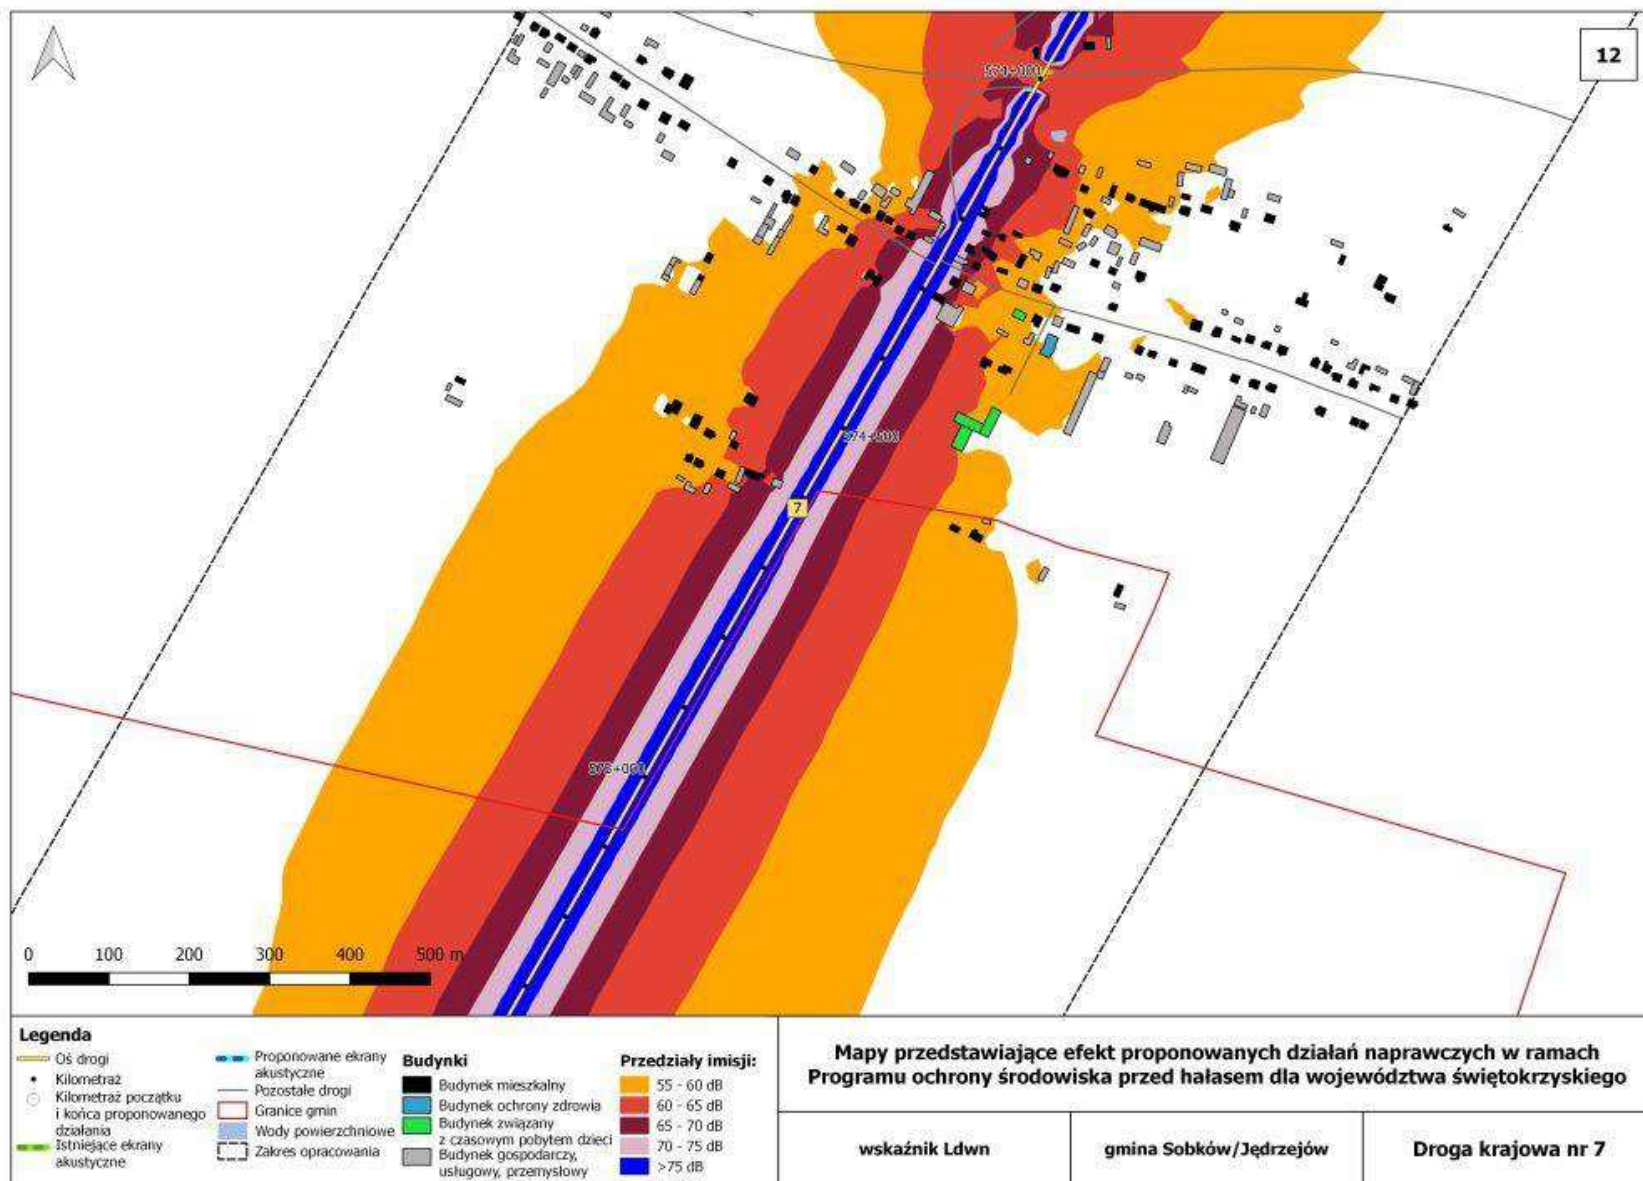 12
574+000
574+500
7
575+000
0 100 200 300 400 500 m
Legenda
Oś drogi
Kilometraż
Kilometraż początku
i końca proponowanego
działania
Istniejące ekrany
akustyczne
Proponowane ekrany
akustyczne
Pozostałe drogi
Granice gmin
Wody powierzchniowe
Zakres opracowania
Budynki
Budynek mieszkalny
Budynek ochrony zdrowia
Budynek związany
z czasowym pobytem dzieci
Budynek gospodarczy,
usługowy, przemysłowy
Przedziały imisji:
55 - 60 dB
60 - 65 dB
65 - 70 dB
70 - 75 dB
>75 dB
Mapy przedstawiające efekt proponowanych działań naprawczych w ramach
Programu ochrony środowiska przed hałasem dla województwa świętokrzyskiego
wskaźnik Ldwn
gmina Sobków/Jędrzejów
Droga krajowa nr 7